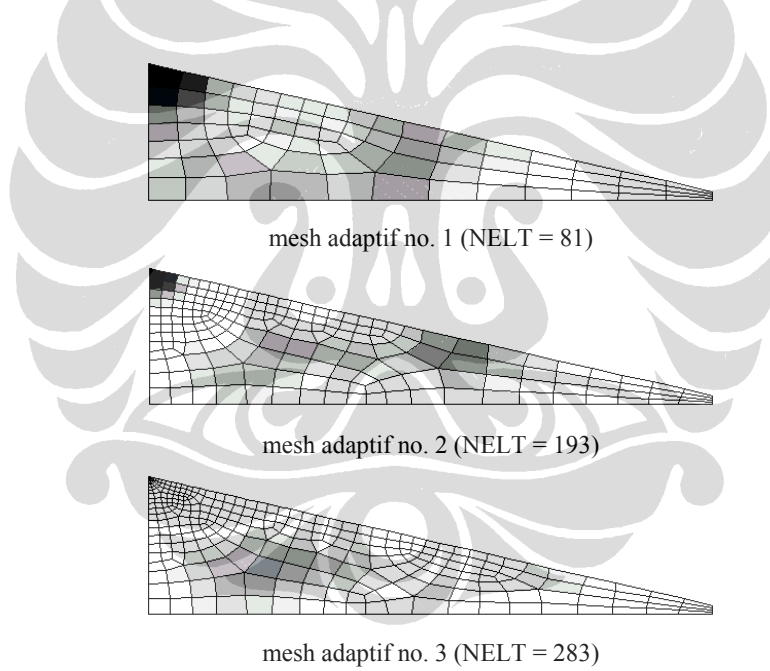 mesh adaptif no. 1 (NELT = 81)
mesh adaptif no. 2 (NELT = 193)
mesh adaptif no. 3 (NELT = 283)